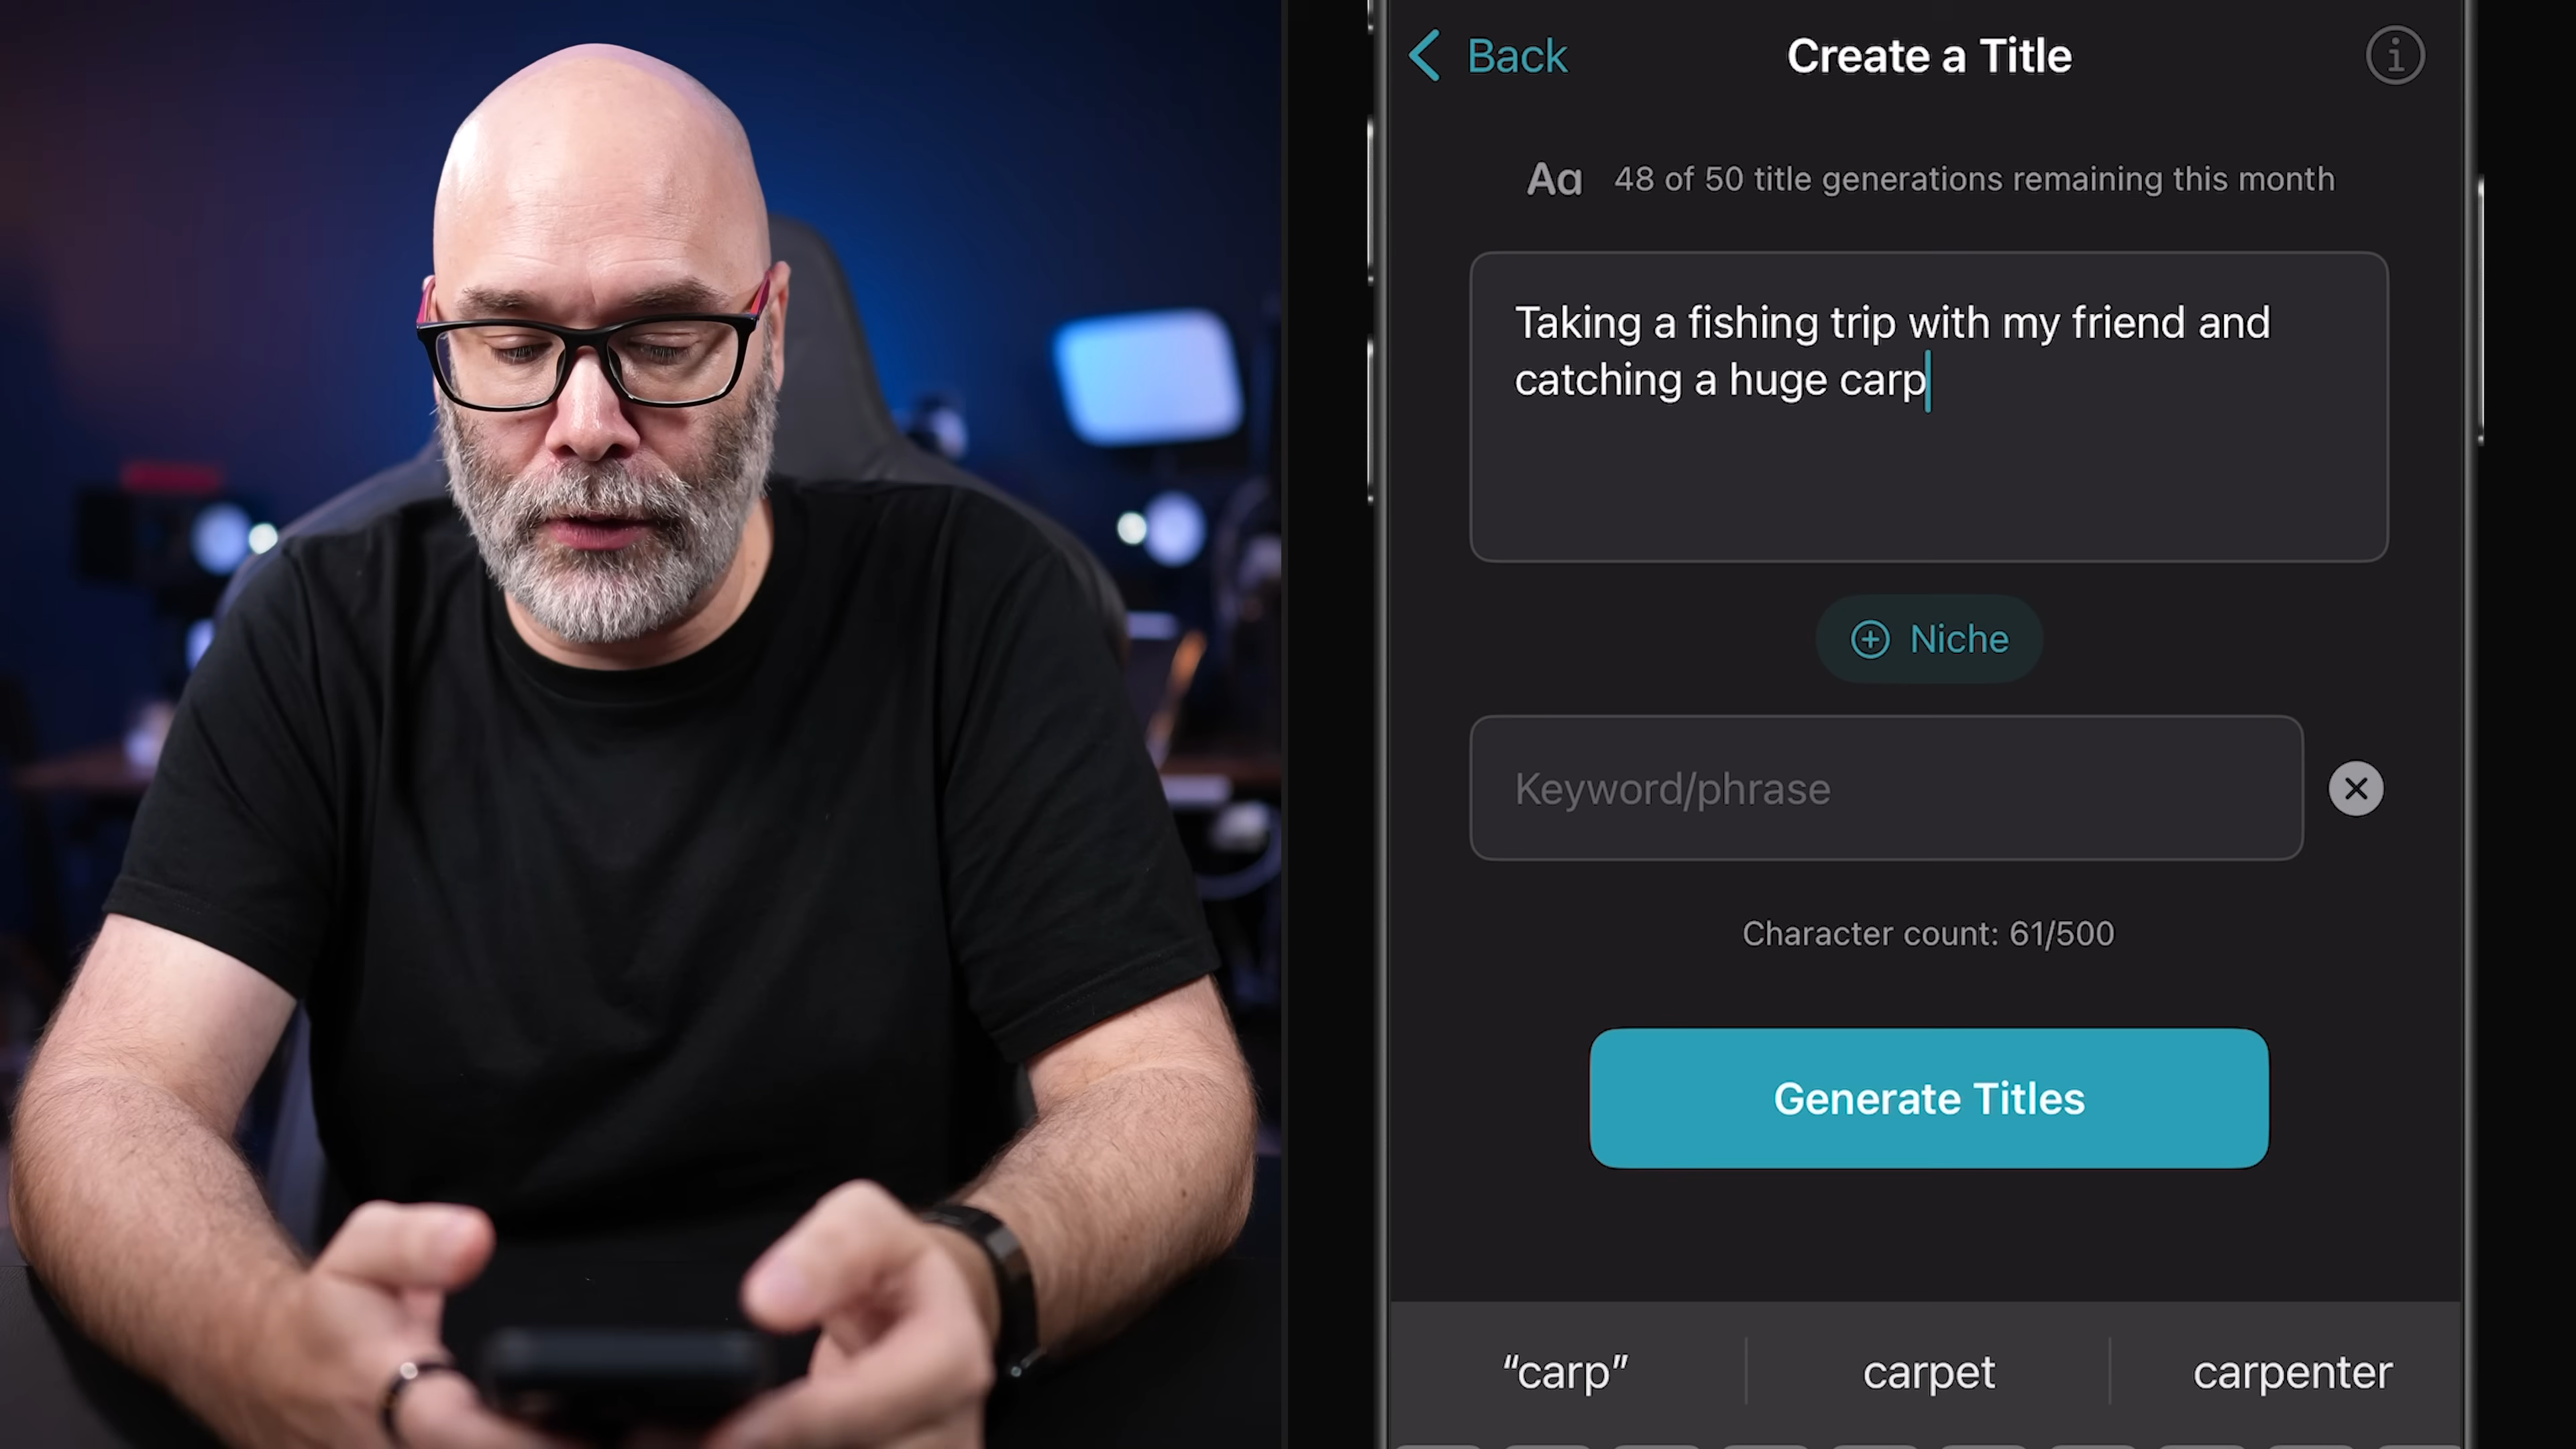 Back
Create a Title
Aa 48 of 50 title generations remaining this month
Taking a fishing trip with my friend and
catching a huge carp
Niche
Keyword/phrase
Character count: 61/500
Generate Titles
“carp” carpet carpenter